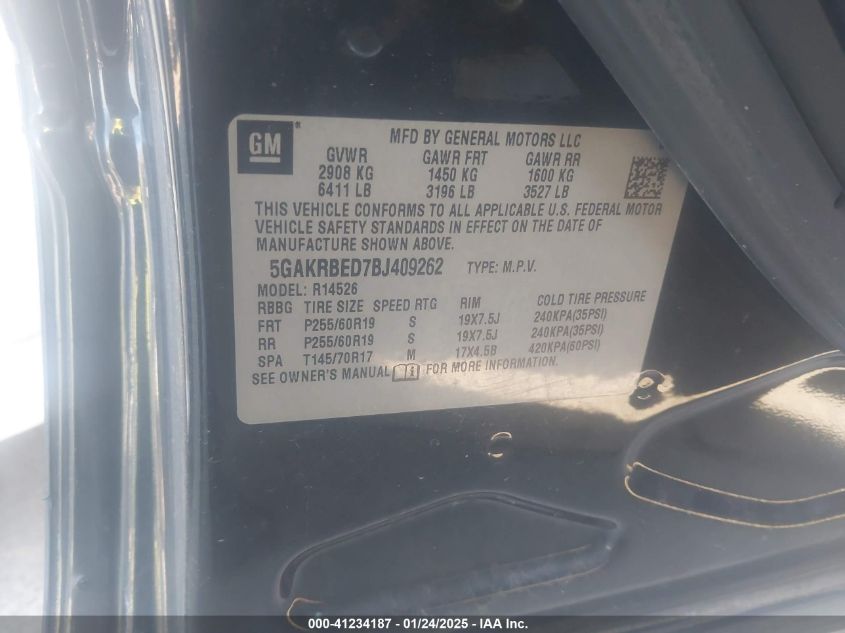 GM
MFD BY GENERAL MOTORS LLC
GVWR GAWR FRT GAWR RR
2908 KG 1450 KG 1600 KG
6411 LB 3196 LB 3527 LB
THIS VEHICLE CONFORMS TO ALL APPLICABLE U.S. FEDERAL MOTOR
VEHICLE SAFETY STANDARDS IN EFFECT ON THE DATE OF
MANUFACTURE SHOWN ABOVE.
5GAKRBED7BJ409262 TYPE: M.P.V.
MODEL: R14526
RBBG TIRE SIZE SPEED RTG RIM COLD TIRE PRESSURE
FRT P255/60R19 S 19X7.5J 240KPA(35PSI)
RR P255/60R19 S 19X7.5J 240KPA(35PSI)
SPA T145/70R17 M 17X4.5B 420KPA(60PSI)
SEE OWNER'S MANUAL FOR MORE INFORMATION.
000-41234187 - 01/24/2025 - IAA Inc.